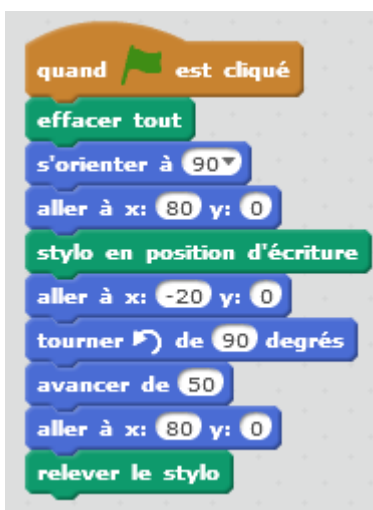 quand est cliqué
effacer tout
s'orienter à 90
aller à x: 80 y: 0
stylo en position d'écriture
aller à x: -20 y: 0
tourner de 90 degrés
avancer de 50
aller à x: 80 y: 0
relever le stylo